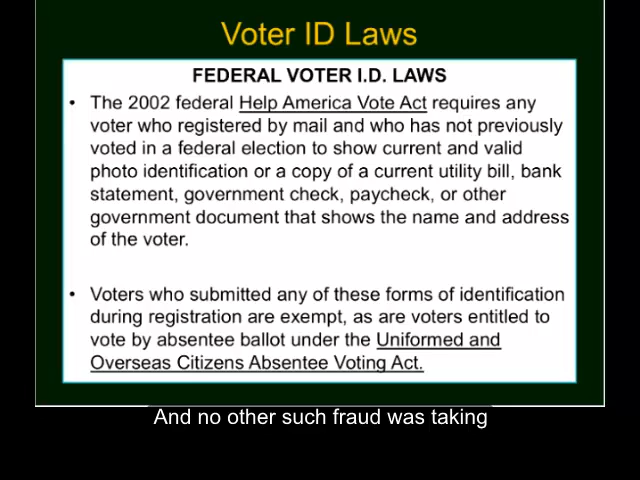 Voter ID Laws
FEDERAL VOTER I.D. LAWS
• The 2002 federal Help America Vote Act requires any
voter who registered by mail and who has not previously
voted in a federal election to show current and valid
photo identification or a copy of a current utility bill, bank
statement, government check, paycheck, or other
government document that shows the name and address
of the voter.
• Voters who submitted any of these forms of identification
during registration are exempt, as are voters entitled to
vote by absentee ballot under the Uniformed and
Overseas Citizens Absentee Voting Act.
And no other such fraud was taking